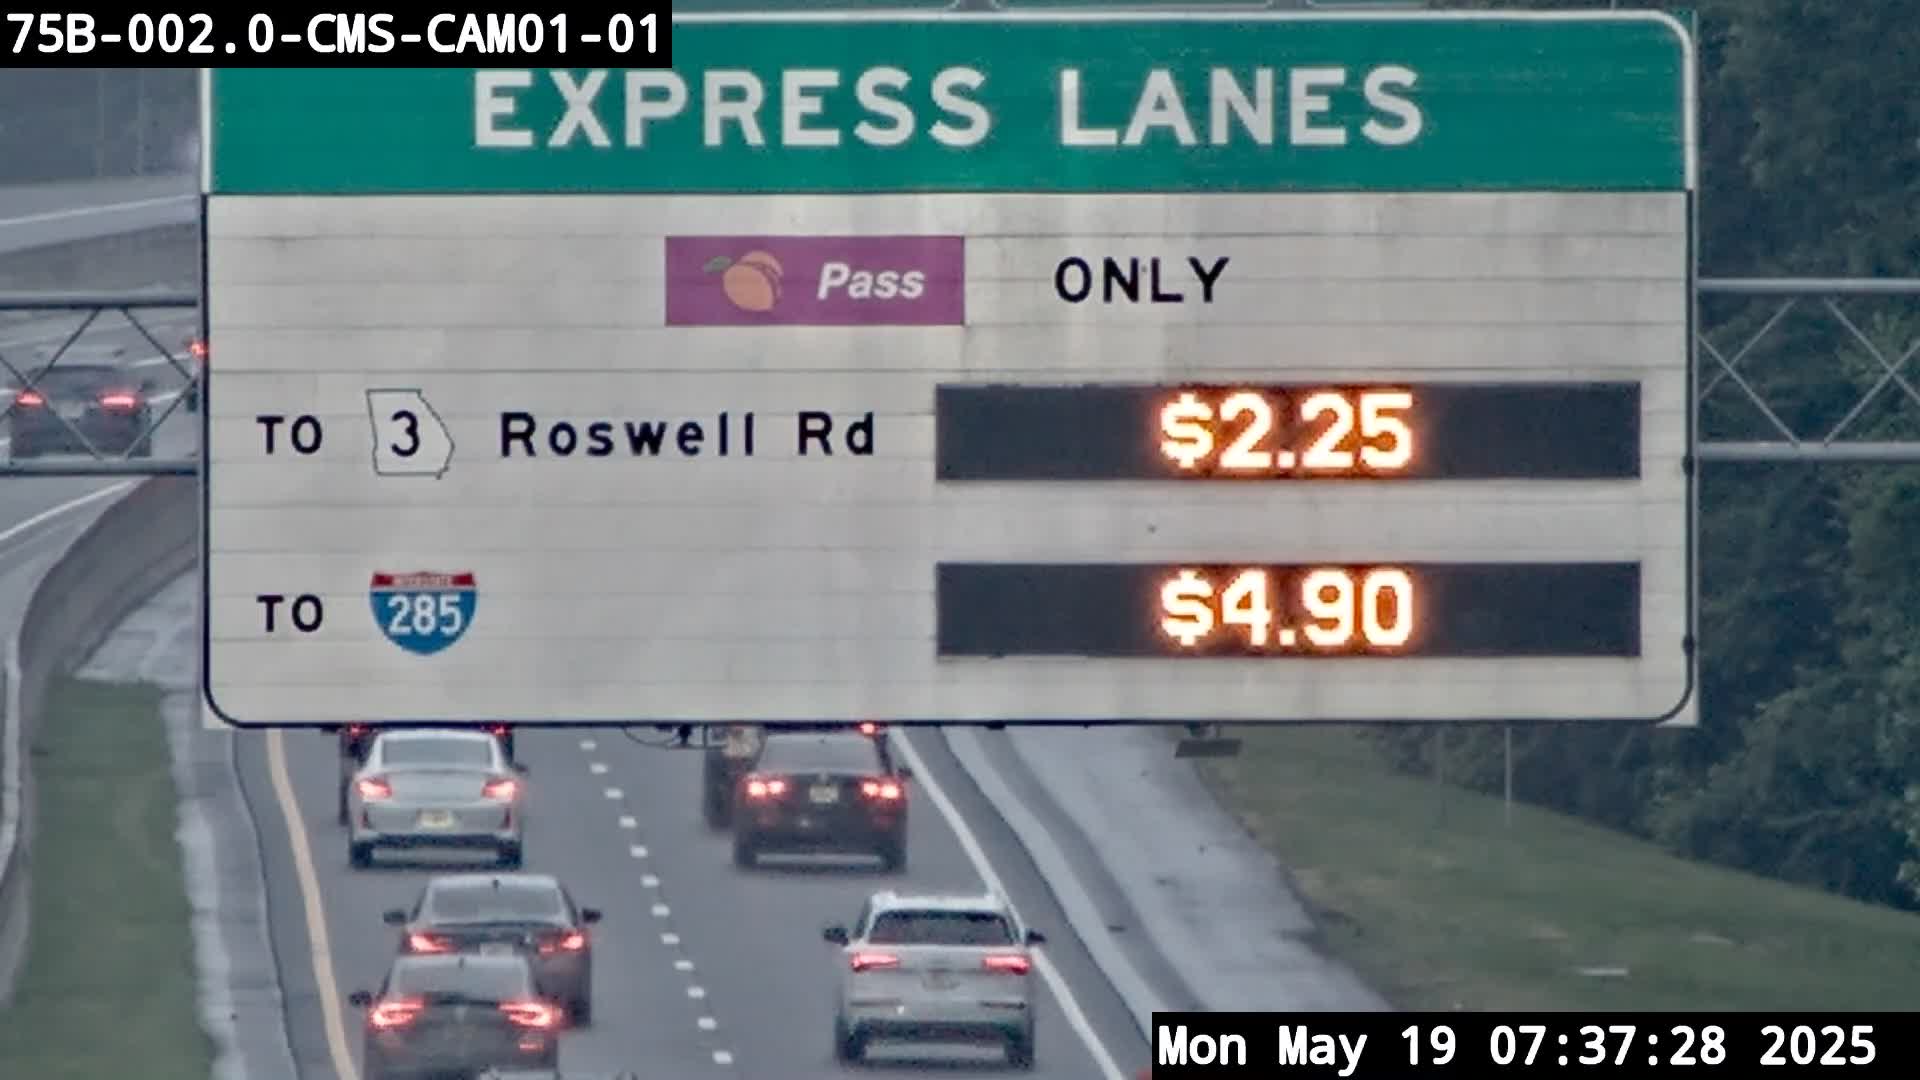 75B-002.0-CMS-CAM01-01
EXPRESS LANES
Pass ONLY
TO 3 Roswell Rd $2.25
TO INTERSTATE 285 $4.90
Mon May 19 07:37:28 2025